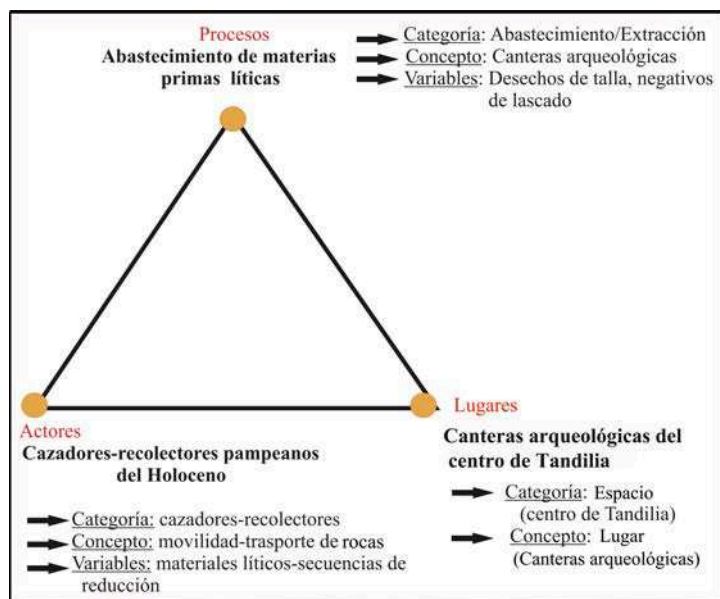 Procesos
Abastecimiento de materias
primas líticas
Categoría: Abastecimiento/Extracción
Concepto: Canteras arqueológicas
Variables: Desechos de talla, negativos
de lascado
Actores
Cazadores-recolectores pampeanos
del Holoceno
Categoría: cazadores-recolectores
Concepto: movilidad-trasporte de rocas
Variables: materiales líticos-secuencias de
reducción
Lugares
Canteras arqueológicas del
centro de Tandilia
Categoría: Espacio
(centro de Tandilia)
Concepto: Lugar
(Canteras arqueológicas)